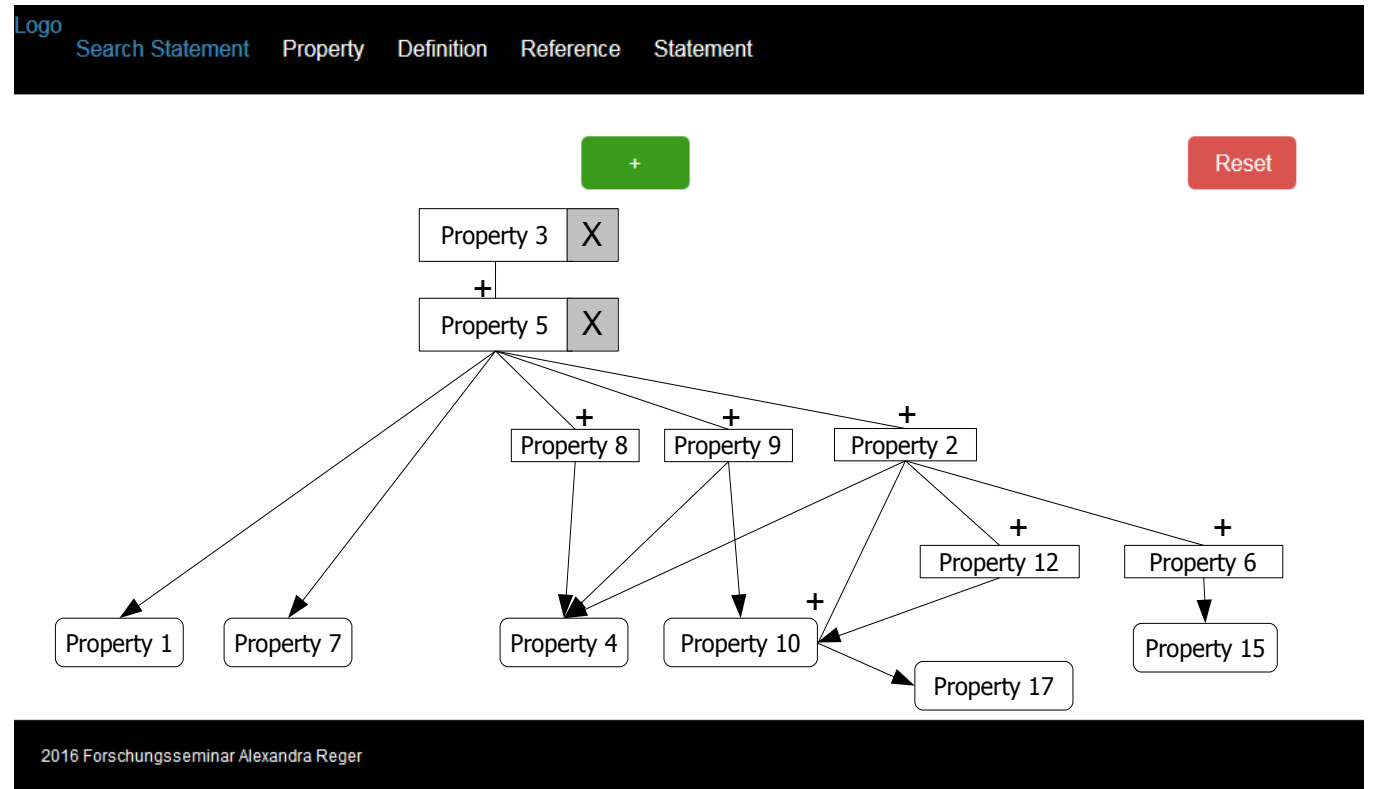 Logo
Search Statement Property Definition Reference Statement
+ Reset
Property 3 X
+
Property 5 X
+ + +
Property 8 Property 9 Property 2
+ +
Property 12 Property 6
+
Property 1 Property 7 Property 4 Property 10 Property 15
Property 17
2016 Forschungsseminar Alexandra Reger